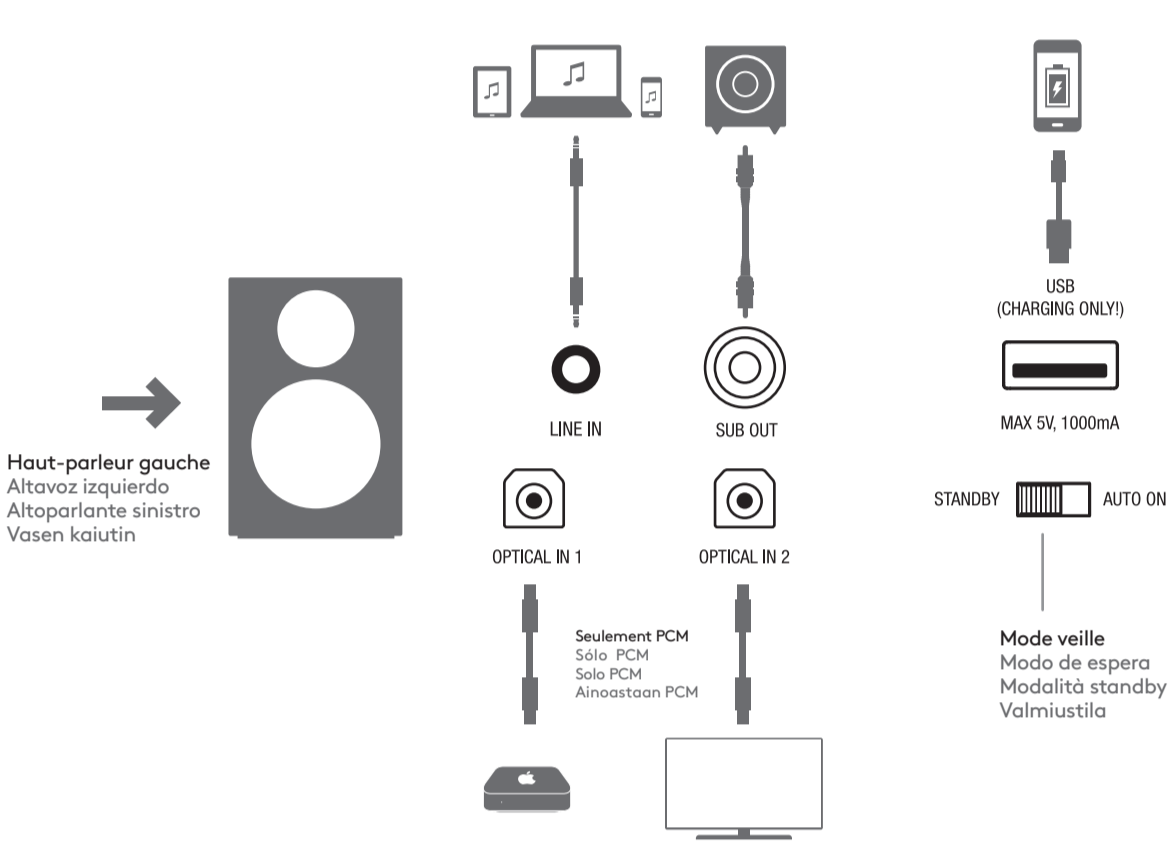 USB
(CHARGING ONLY!)
LINE IN
SUB OUT
MAX 5V, 1000mA
Haut-parleur gauche
Altavoz izquierdo
Altoparlante sinistro
Vasen kaiutin
STANDBY
AUTO ON
OPTICAL IN 1
OPTICAL IN 2
Seulement PCM
Sólo PCM
Solo PCM
Ainoastaan PCM
Mode veille
Modo de espera
Modalità standby
Valmiustila